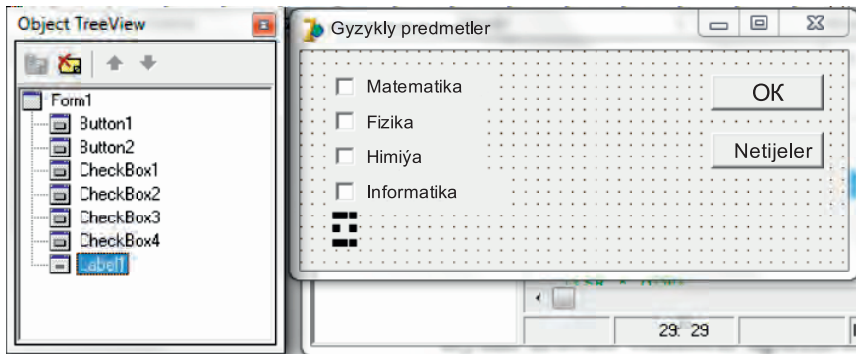 Object TreeView
Form1
Button1
Button2
CheckBox1
CheckBox2
CheckBox3
CheckBox4
Label1
Gyzykly predmetler
Matematika
Fizika
Himiýa
Informatika
OK
Netijeler
29: 29